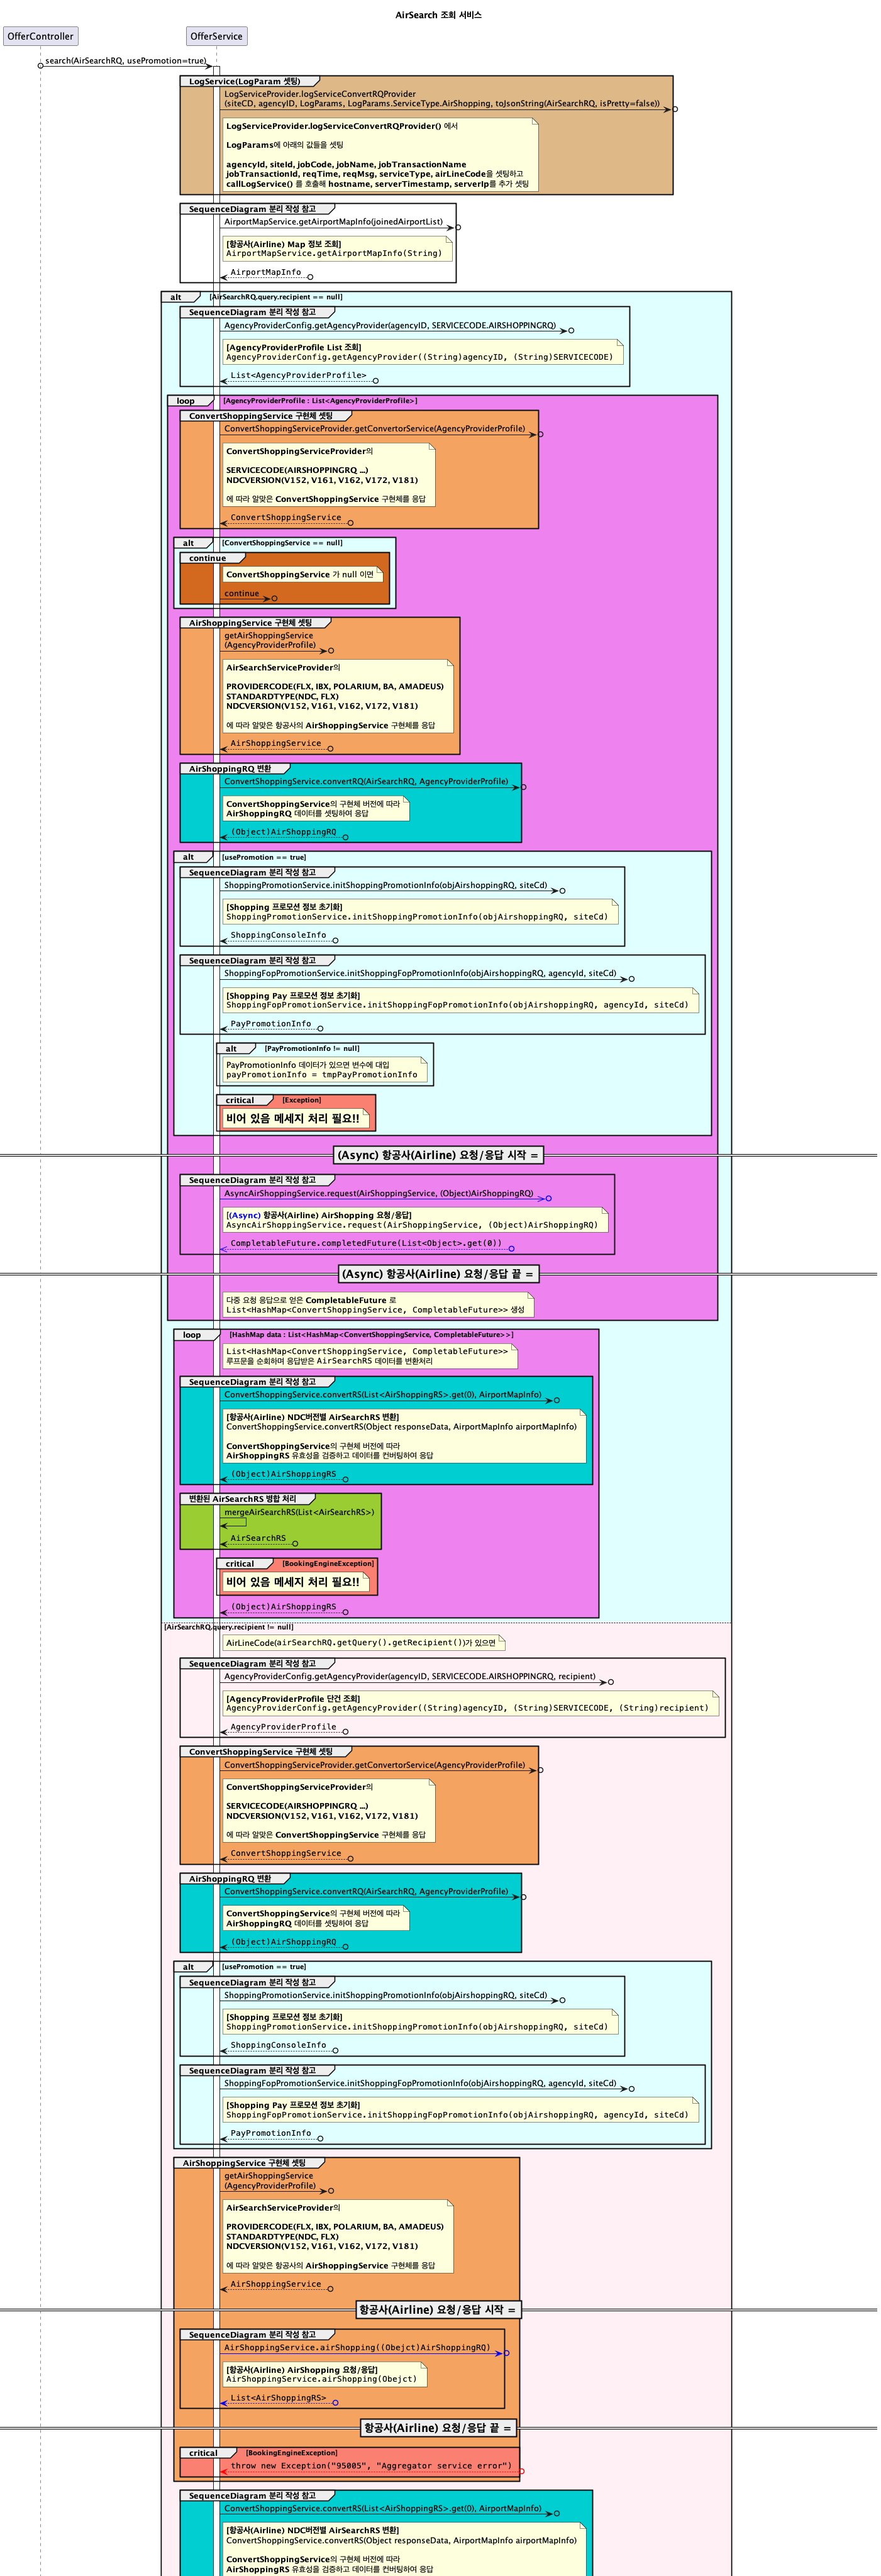 AirSearch 조회 서비스
OfferController
OfferService
search(AirSearchRQ, usePromotion=true)
LogService(LogParam 셋팅)
LogServiceProvider.logServiceConvertRQProvider
(siteCD, agencyID, LogParams, LogParams.ServiceType.AirShopping, toJsonString(AirSearchRQ, isPretty=false))
LogServiceProvider.logServiceConvertRQProvider() 에서
LogParams에 아래의 값들을 셋팅
agencyId, siteId, jobCode, jobName, jobTransactionName
jobTransactionId, reqTime, reqMsg, serviceType, airLineCode을 셋팅하고
callLogService() 를 호출해 hostname, serverTimestamp, serverIp를 추가 셋팅
SequenceDiagram 분리 작성 참고
AirportMapService.getAirportMapInfo(joinedAirportList)
[항공사(Airline) Map 정보 조회]
AirportMapService.getAirportMapInfo(String)
AirportMapInfo
alt [AirSearchRQ.query.recipient == null]
SequenceDiagram 분리 작성 참고
AgencyProviderConfig.getAgencyProvider(agencyID, SERVICECODE.AIRSHOPPINGRQ)
[AgencyProviderProfile List 조회]
AgencyProviderConfig.getAgencyProvider((String)agencyID, (String)SERVICECODE)
List<AgencyProviderProfile>
loop [AgencyProviderProfile : List<AgencyProviderProfile>]
ConvertShoppingService 구현체 셋팅
ConvertShoppingServiceProvider.getConvertorService(AgencyProviderProfile)
ConvertShoppingServiceProvider의
SERVICECODE(AIRSHOPPINGRQ ...)
NDCVERSION(V152, V161, V162, V172, V181)
에 따라 알맞은 ConvertShoppingService 구현체를 응답
ConvertShoppingService
alt [ConvertShoppingService == null]
continue
ConvertShoppingService 가 null 이면
continue
AirShoppingService 구현체 셋팅
getAirShoppingService
(AgencyProviderProfile)
AirSearchServiceProvider의
PROVIDERCODE(FLX, IBX, POLARIUM, BA, AMADEUS)
STANDARDTYPE(NDC, FLX)
NDCVERSION(V152, V161, V162, V172, V181)
에 따라 알맞은 항공사의 AirShoppingService 구현체를 응답
AirShoppingService
AirShoppingRQ 변환
ConvertShoppingService.convertRQ(AirSearchRQ, AgencyProviderProfile)
ConvertShoppingService의 구현체 버전에 따라
AirShoppingRQ 데이터를 셋팅하여 응답
(Object)AirShoppingRQ
alt [usePromotion == true]
SequenceDiagram 분리 작성 참고
ShoppingPromotionService.initShoppingPromotionInfo(objAirshoppingRQ, siteCd)
[Shopping 프로모션 정보 초기화]
ShoppingPromotionService.initShoppingPromotionInfo(objAirshoppingRQ, siteCd)
ShoppingConsoleInfo
SequenceDiagram 분리 작성 참고
ShoppingFopPromotionService.initShoppingFopPromotionInfo(objAirshoppingRQ, agencyId, siteCd)
[Shopping Pay 프로모션 정보 초기화]
ShoppingFopPromotionService.initShoppingFopPromotionInfo(objAirshoppingRQ, agencyId, siteCd)
PayPromotionInfo
alt [PayPromotionInfo != null]
PayPromotionInfo 데이터가 있으면 변수에 대입
payPromotionInfo = tmpPayPromotionInfo
critical [Exception]
비어 있음 메세지 처리 필요!!
(Async) 항공사(Airline) 요청/응답 시작 =
SequenceDiagram 분리 작성 참고
AsyncAirShoppingService.request(AirShoppingService, (Object)AirShoppingRQ)
[(Async) 항공사(Airline) AirShopping 요청/응답]
AsyncAirShoppingService.request(AirShoppingService, (Object)AirShoppingRQ)
CompletableFuture.completedFuture(List<Object>.get(0))
(Async) 항공사(Airline) 요청/응답 끝 =
다중 요청 응답으로 얻은 CompletableFuture 로
List<HashMap<ConvertShoppingService, CompletableFuture>> 생성
loop [HashMap data : List<HashMap<ConvertShoppingService, CompletableFuture>>]
List<HashMap<ConvertShoppingService, CompletableFuture>>
루프문을 순회하며 응답받은 AirSearchRS 데이터를 변환처리
SequenceDiagram 분리 작성 참고
ConvertShoppingService.convertRS(List<AirShoppingRS>.get(0), AirportMapInfo)
[항공사(Airline) NDC버전별 AirSearchRS 변환]
ConvertShoppingService.convertRS(Object responseData, AirportMapInfo airportMapInfo)
ConvertShoppingService의 구현체 버전에 따라
AirShoppingRS 유효성을 검증하고 데이터를 컨버팅하여 응답
(Object)AirShoppingRS
변환된 AirSearchRS 병합 처리
mergeAirSearchRS(List<AirSearchRS>)
AirSearchRS
critical [BookingEngineException]
비어 있음 메세지 처리 필요!!
(Object)AirShoppingRS
[AirSearchRQ.query.recipient != null]
AirLineCode(airSearchRQ.getQuery().getRecipient())가 있으면
SequenceDiagram 분리 작성 참고
AgencyProviderConfig.getAgencyProvider(agencyID, SERVICECODE.AIRSHOPPINGRQ, recipient)
[AgencyProviderProfile 단건 조회]
AgencyProviderConfig.getAgencyProvider((String)agencyID, (String)SERVICECODE, (String)recipient)
AgencyProviderProfile
ConvertShoppingService 구현체 셋팅
ConvertShoppingServiceProvider.getConvertorService(AgencyProviderProfile)
ConvertShoppingServiceProvider의
SERVICECODE(AIRSHOPPINGRQ ...)
NDCVERSION(V152, V161, V162, V172, V181)
에 따라 알맞은 ConvertShoppingService 구현체를 응답
ConvertShoppingService
AirShoppingRQ 변환
ConvertShoppingService.convertRQ(AirSearchRQ, AgencyProviderProfile)
ConvertShoppingService의 구현체 버전에 따라
AirShoppingRQ 데이터를 셋팅하여 응답
(Object)AirShoppingRQ
alt [usePromotion == true]
SequenceDiagram 분리 작성 참고
ShoppingPromotionService.initShoppingPromotionInfo(objAirshoppingRQ, siteCd)
[Shopping 프로모션 정보 초기화]
ShoppingPromotionService.initShoppingPromotionInfo(objAirshoppingRQ, siteCd)
ShoppingConsoleInfo
SequenceDiagram 분리 작성 참고
ShoppingFopPromotionService.initShoppingFopPromotionInfo(objAirshoppingRQ, agencyId, siteCd)
[Shopping Pay 프로모션 정보 초기화]
ShoppingFopPromotionService.initShoppingFopPromotionInfo(objAirshoppingRQ, agencyId, siteCd)
PayPromotionInfo
AirShoppingService 구현체 셋팅
getAirShoppingService
(AgencyProviderProfile)
AirSearchServiceProvider의
PROVIDERCODE(FLX, IBX, POLARIUM, BA, AMADEUS)
STANDARDTYPE(NDC, FLX)
NDCVERSION(V152, V161, V162, V172, V181)
에 따라 알맞은 항공사의 AirShoppingService 구현체를 응답
AirShoppingService
항공사(Airline) 요청/응답 시작 =
SequenceDiagram 분리 작성 참고
AirShoppingService.airShopping((Obejct)AirShoppingRQ)
[항공사(Airline) AirShopping 요청/응답]
AirShoppingService.airShopping(Obejct)
List<AirShoppingRS>
항공사(Airline) 요청/응답 끝 =
critical [BookingEngineException]
throw new Exception("95005", "Aggregator service error")
SequenceDiagram 분리 작성 참고
ConvertShoppingService.convertRS(List<AirShoppingRS>.get(0), AirportMapInfo)
[항공사(Airline) NDC버전별 AirSearchRS 변환]
ConvertShoppingService.convertRS(Object responseData, AirportMapInfo airportMapInfo)
ConvertShoppingService의 구현체 버전에 따라
AirShoppingRS 유효성을 검증하고 데이터를 컨버팅하여 응답